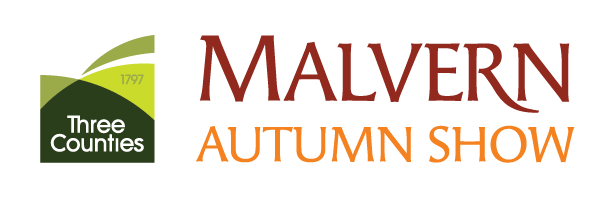 1797
Three
Counties
MALVERN
AUTUMN SHOW